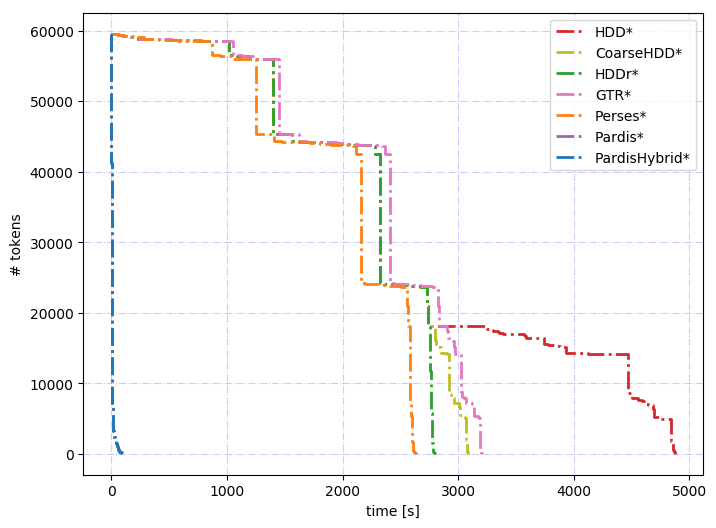 60000
50000
40000
30000
20000
10000
0
# tokens
0
1000
2000
3000
4000
5000
time [s]
HDD*
CoarseHDD*
HDDr*
GTR*
Perses*
Pardis*
PardisHybrid*